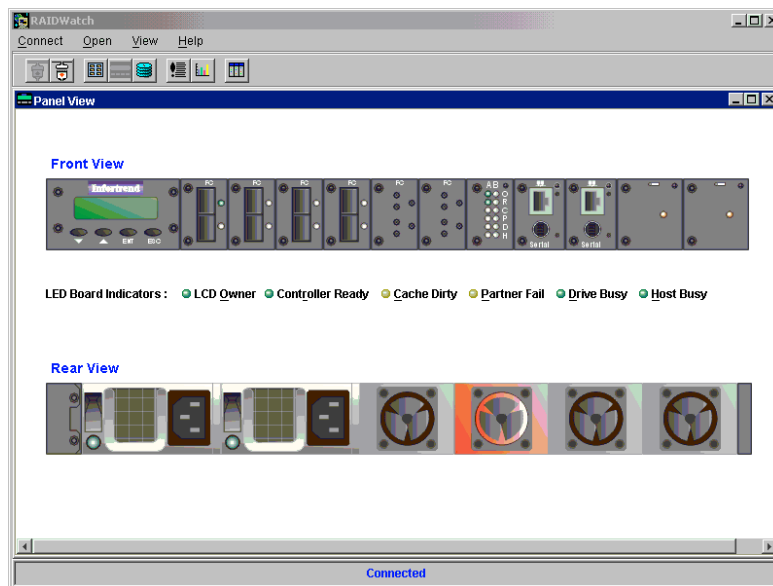 RAIDWatch
Connect Open View Help
Panel View
Front View
Infortrend
FC FC FC FC FC FC
A B
O
R
C
P
D
H
ENT ESC
Serial Serial
LED Board Indicators : LCD Owner Controller Ready Cache Dirty Partner Fail Drive Busy Host Busy
Rear View
Connected